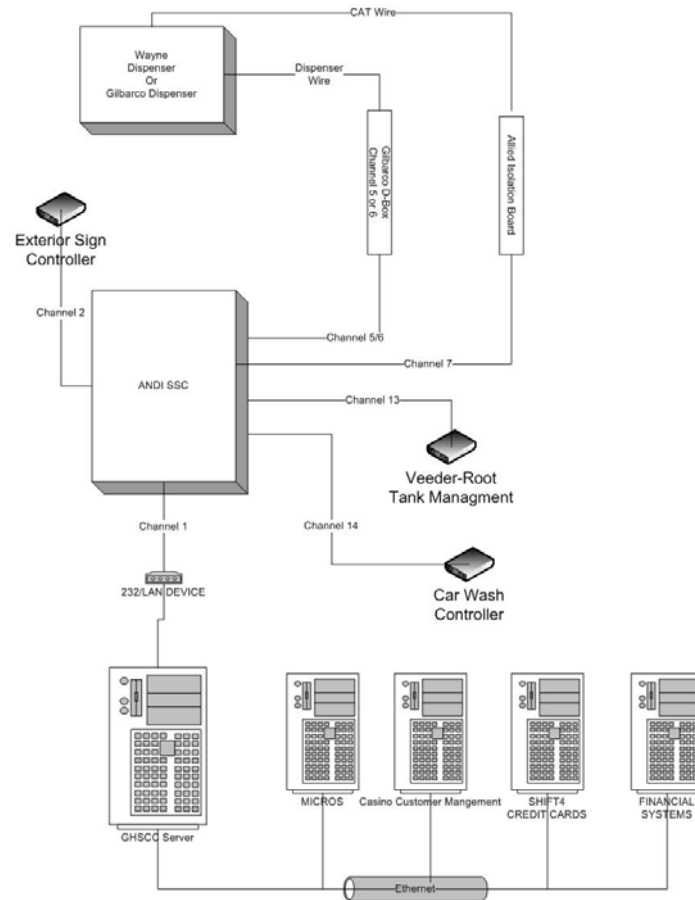 CAT Wire
Wayne
Dispenser
Or
Gilbarco Dispenser
Dispenser
Wire
Gilbarco D-Box
Channel 5 or 6
Allied Isolation Board
Exterior Sign
Controller
Channel 2
Channel 5/6
Channel 7
ANDI SSC
Channel 13
Veeder-Root
Tank Managment
Channel 1
Channel 14
232/LAN DEVICE
Car Wash
Controller
GHSCC Server
MICROS
Casino Customer Mangement
SHIFT4
CREDIT CARDS
FINANCIAL
SYSTEMS
Ethernet